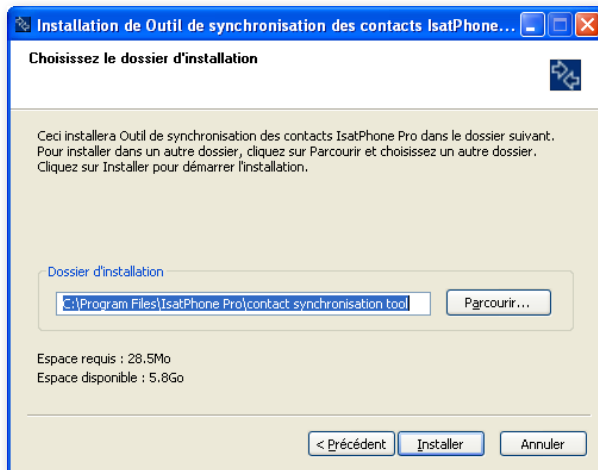 Installation de Outil de synchronisation des contacts IsatPhone...
Choisissez le dossier d'installation
Ceci installera Outil de synchronisation des contacts IsatPhone Pro dans le dossier suivant.
Pour installer dans un autre dossier, cliquez sur Parcourir et choisissez un autre dossier.
Cliquez sur Installer pour démarrer l'installation.
Dossier d'installation
C:\Program Files\IsatPhone Pro\contact synchronisation tool
Parcourir...
Espace requis : 28.5Mo
Espace disponible : 5.8Go
< Précédent Installer Annuler